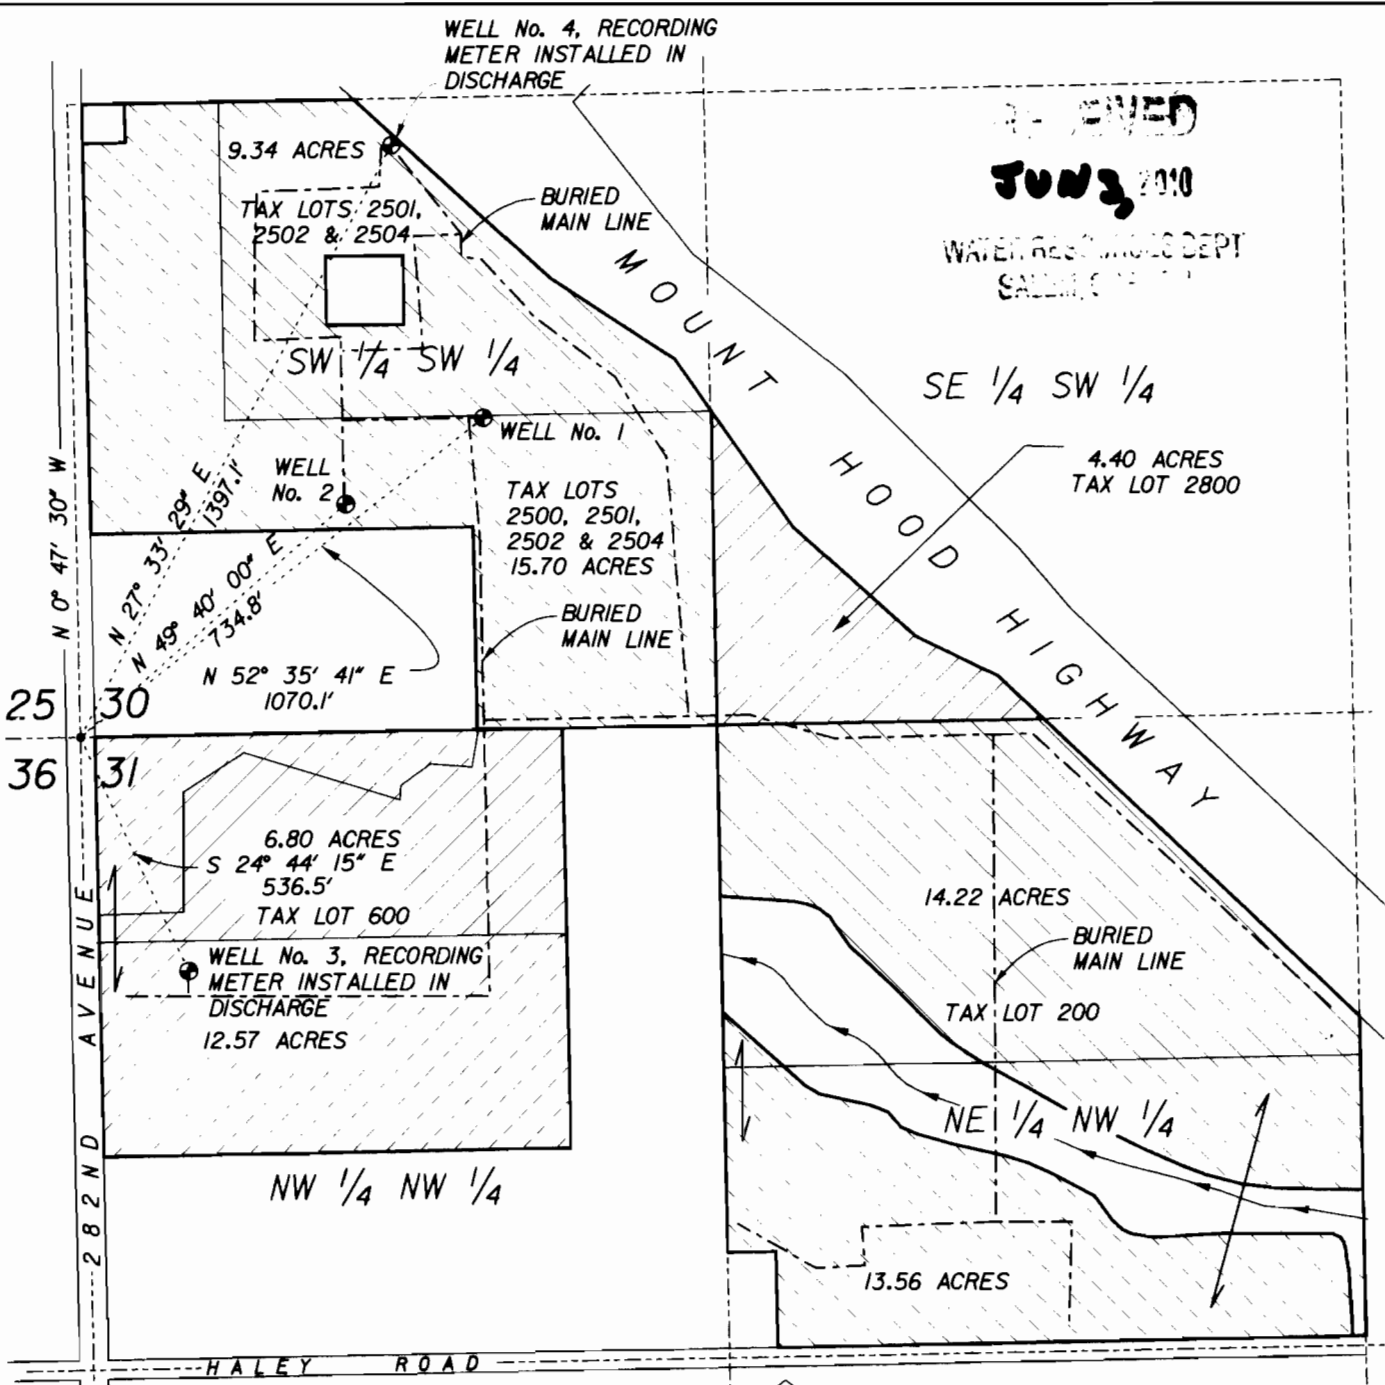 WELL No. 4, RECORDING
METER INSTALLED IN
DISCHARGE
JUN 3, 2010
WATER RESOURCES DEPT
9.34 ACRES
TAX LOTS 2501,
2502 & 2504
BURIED
MAIN LINE
MOUNT HOOD HIGHWAY
SW 1/4 SW 1/4
SE 1/4 SW 1/4
WELL No. 1
4.40 ACRES
TAX LOT 2800
WELL
No. 2
TAX LOTS
2500, 2501,
2502 & 2504
15.70 ACRES
N 0° 47' 30" W
N 27° 33' 29" E
1397.1'
N 49° 40' 00" E
734.8'
BURIED
MAIN LINE
N 52° 35' 41" E
1070.1'
25 30
36 31
6.80 ACRES
S 24° 44' 15" E
536.5'
TAX LOT 600
14.22 ACRES
BURIED
MAIN LINE
WELL No. 3, RECORDING
METER INSTALLED IN
DISCHARGE
12.57 ACRES
TAX LOT 200
282ND AVENUE
NE 1/4 NW 1/4
NW 1/4 NW 1/4
13.56 ACRES
HALEY ROAD